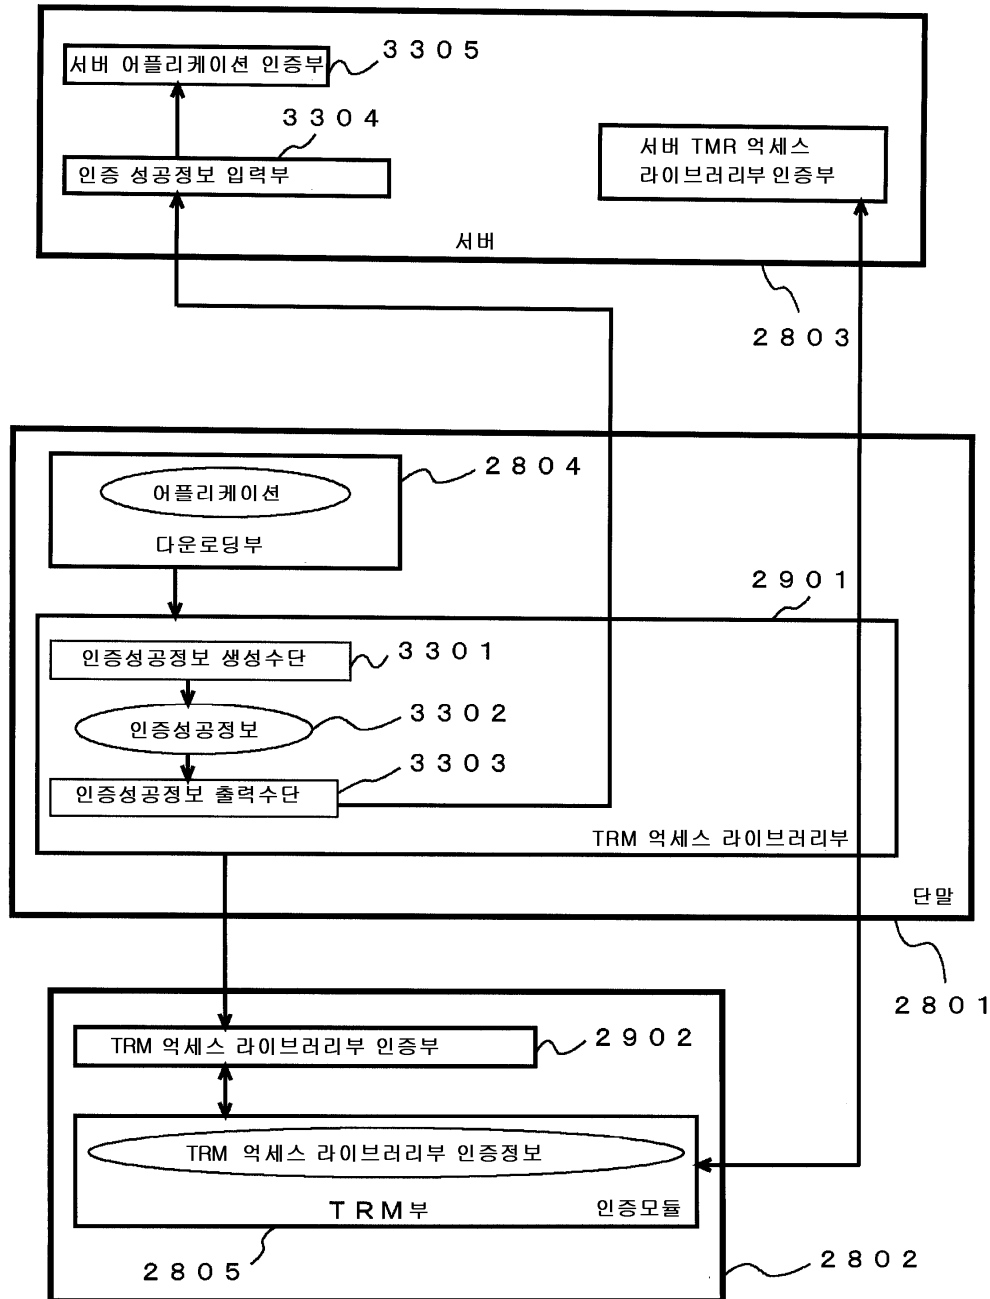 서버 어플리케이션 인증부
3305
3304
인증 성공정보 입력부
서버 TMR 억세스
라이브러리부 인증부
서버
2803
2804
어플리케이션
다운로딩부
2901
인증성공정보 생성수단
3301
인증성공정보
3302
3303
인증성공정보 출력수단
TRM 억세스 라이브러리부
단말
2801
TRM 억세스 라이브러리부 인증부
2902
TRM 억세스 라이브러리부 인증정보
TRM부
인증모듈
2805
2802